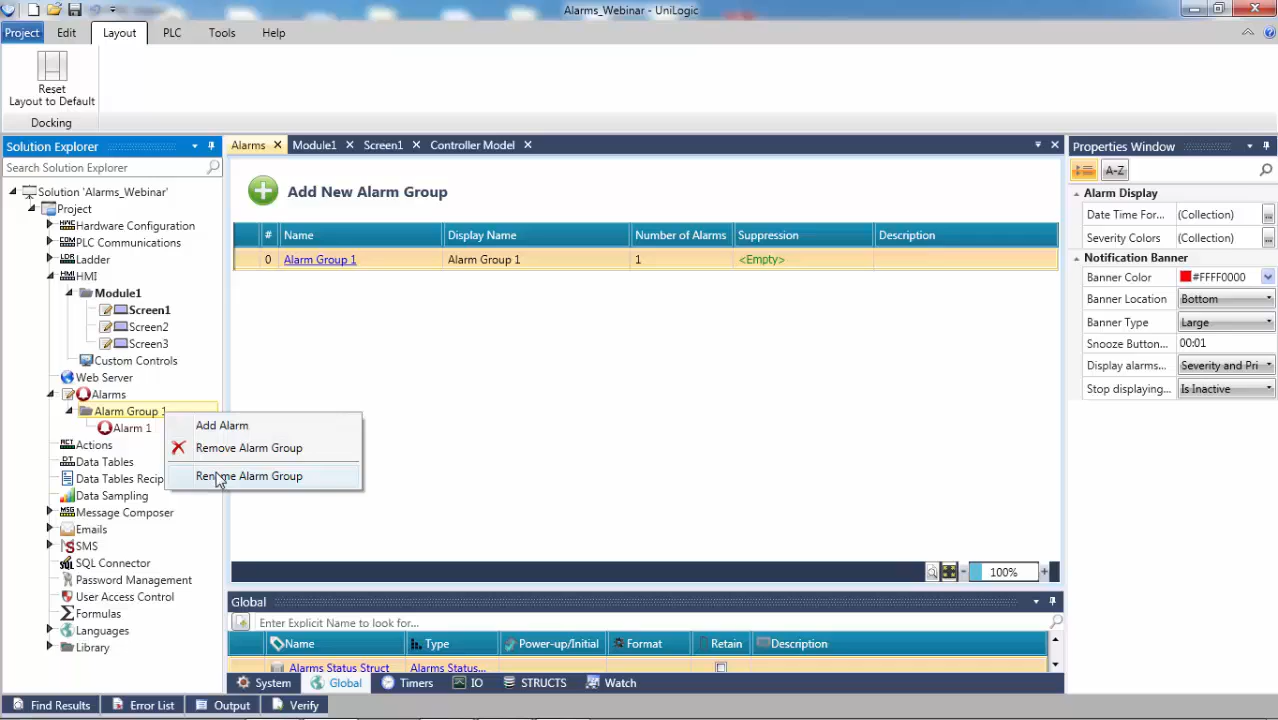 Alarms_Webinar - UniLogic
Project Edit Layout PLC Tools Help
Reset
Layout to Default
Docking
Solution Explorer
Search Solution Explorer
Solution 'Alarms_Webinar'
Project
Hardware Configuration
PLC Communications
Ladder
HMI
Module1
Screen1
Screen2
Screen3
Custom Controls
Web Server
Alarms
Alarm Group 1
Alarm 1
Actions
Data Tables
Data Tables Recip
Data Sampling
Message Composer
Emails
SMS
SQL Connector
Password Management
User Access Control
Formulas
Languages
Library
Add Alarm
Remove Alarm Group
Rename Alarm Group
Alarms Module1 Screen1 Controller Model
Add New Alarm Group
# Name Display Name Number of Alarms Suppression Description
0 Alarm Group 1 Alarm Group 1 1 <Empty>
100%
Global
Enter Explicit Name to look for...
Name Type Power-up/Initial Format Retain Description
Alarms Status Struct Alarms Status...
System Global Timers IO STRUCTS Watch
Properties Window
A-Z
Alarm Display
Date Time For... (Collection) ...
Severity Colors (Collection) ...
Notification Banner
Banner Color #FFFF0000
Banner Location Bottom
Banner Type Large
Snooze Button... 00:01
Display alarms... Severity and Pri
Stop displaying... Is Inactive
Find Results Error List Output Verify